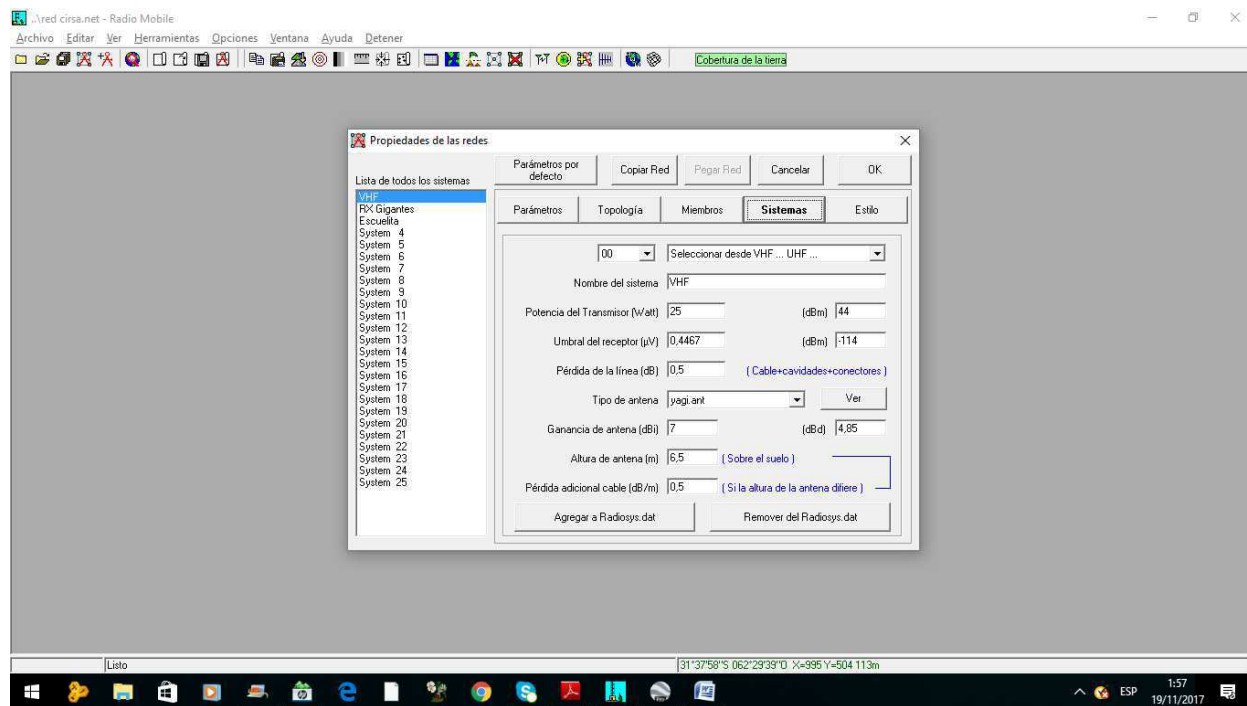 ..\red cirsa.net - Radio Mobile
Archivo Editar Ver Herramientas Opciones Ventana Ayuda Detener
Cobertura de la tierra
Propiedades de las redes
Lista de todos los sistemas
VHF
RX Gigantes
Escuelita
System 4
System 5
System 6
System 7
System 8
System 9
System 10
System 11
System 12
System 13
System 14
System 15
System 16
System 17
System 18
System 19
System 20
System 21
System 22
System 23
System 24
System 25
Parámetros por defecto
Copiar Red
Pegar Red
Cancelar
OK
Parámetros
Topología
Miembros
Sistemas
Estilo
00
Seleccionar desde VHF ... UHF ...
Nombre del sistema VHF
Potencia del Transmisor (Watt) 25 (dBm) 44
Umbral del receptor (µV) 0,4467 (dBm) -114
Pérdida de la línea (dB) 0,5 ( Cable+cavidades+conectores )
Tipo de antena yagi.ant Ver
Ganancia de antena (dBi) 7 (dBd) 4,85
Altura de antena (m) 6,5 ( Sobre el suelo )
Pérdida adicional cable (dB/m) 0,5 ( Si la altura de la antena difiere )
Agregar a Radiosys.dat
Remover del Radiosys.dat
Listo
31°37'58''S 062°29'39''O X=995 Y=504 113m
ESP
1:57
19/11/2017